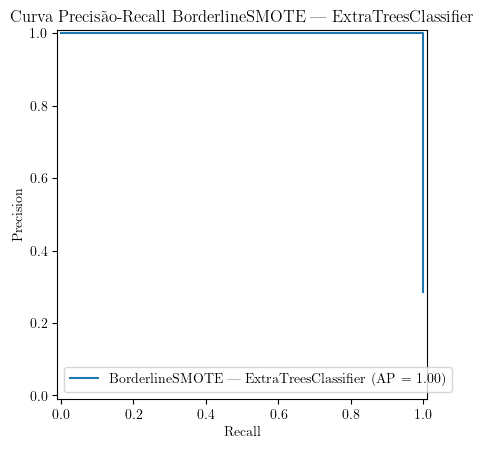 Curva Precisão-Recall BorderlineSMOTE — ExtraTreesClassifier
1.0
0.8
0.6
0.4
0.2
0.0
Precision
BorderlineSMOTE — ExtraTreesClassifier (AP = 1.00)
0.0 0.2 0.4 0.6 0.8 1.0
Recall